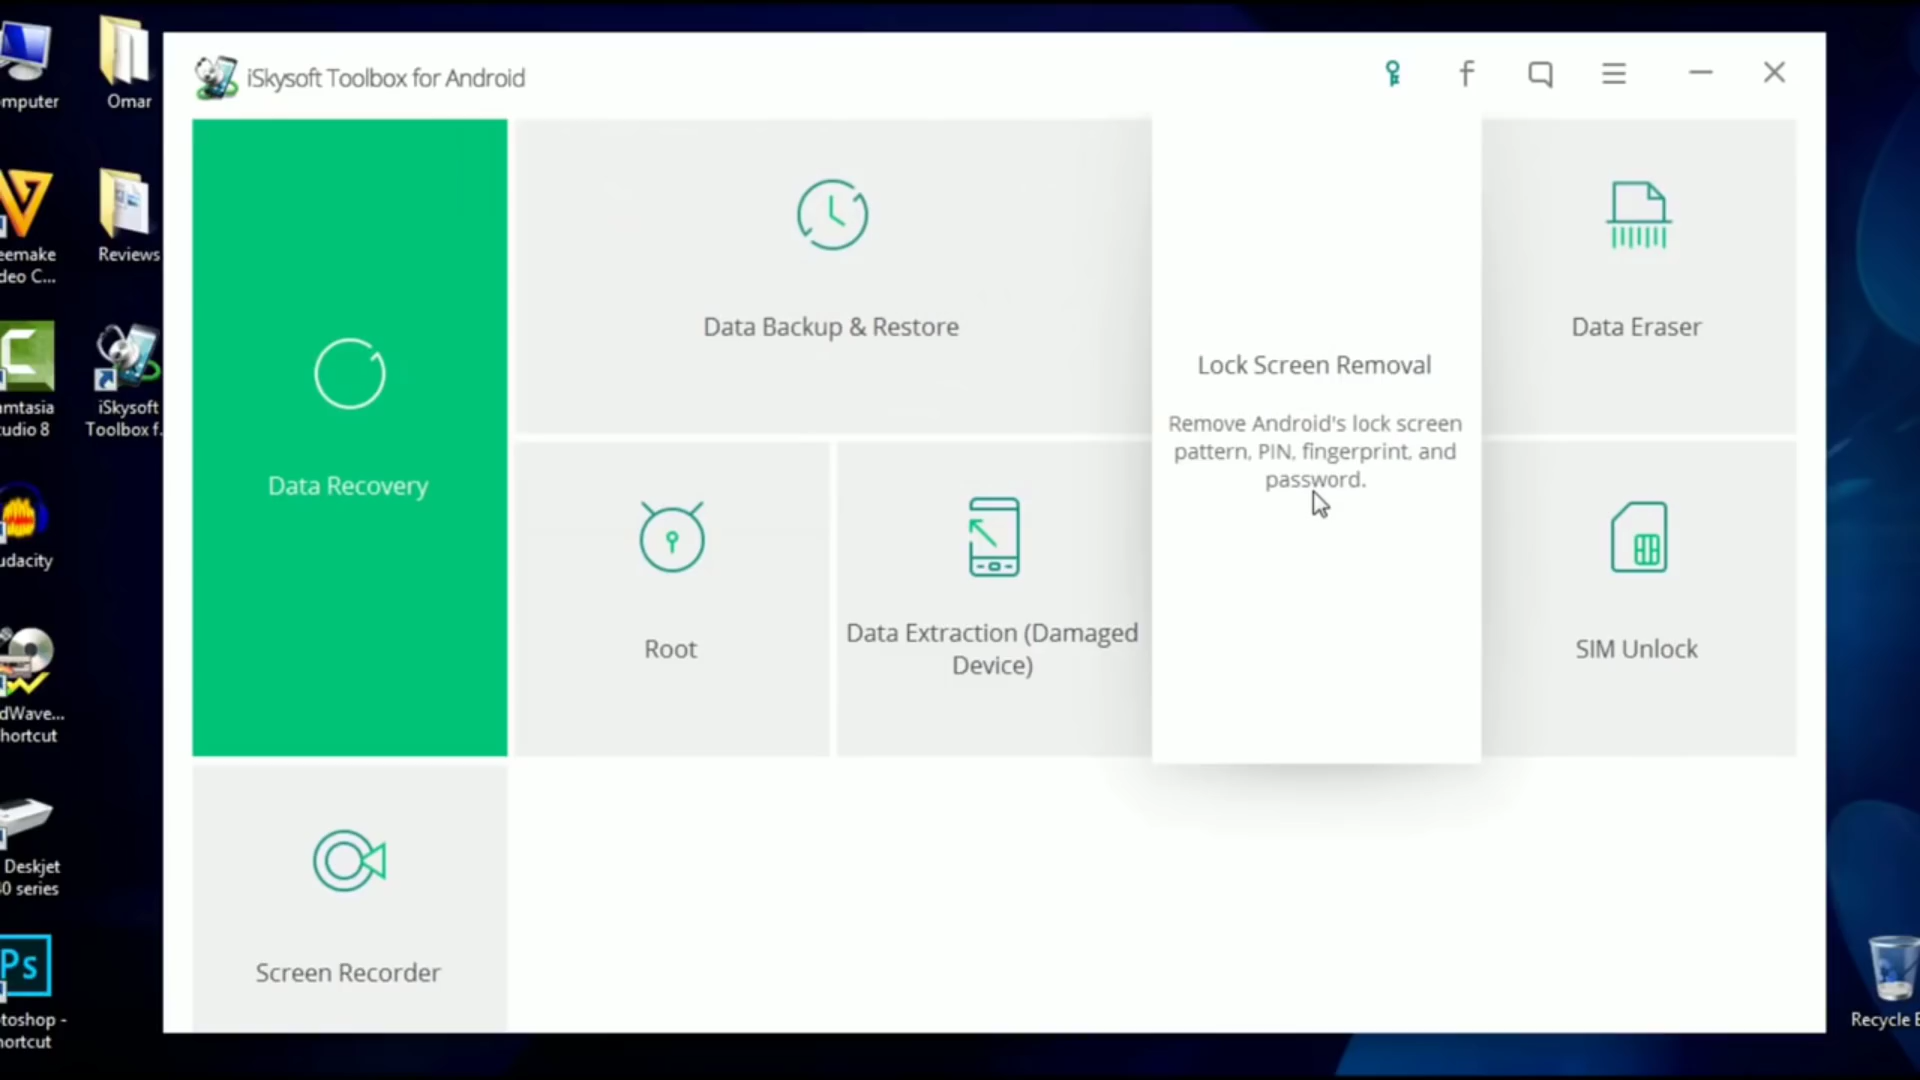 mputer
Omar
eemake
deo C...
Reviews
mtasia
udio 8
iSkysoft
Toolbox f.
udacity
dWave...
hortcut
Deskjet
0 series
Ps
toshop -
hortcut
iSkysoft Toolbox for Android
f
Data Recovery
Data Backup & Restore
Lock Screen Removal
Remove Android's lock screen
pattern, PIN, fingerprint, and
password.
Data Eraser
Root
Data Extraction (Damaged
Device)
SIM Unlock
Screen Recorder
Recycle B